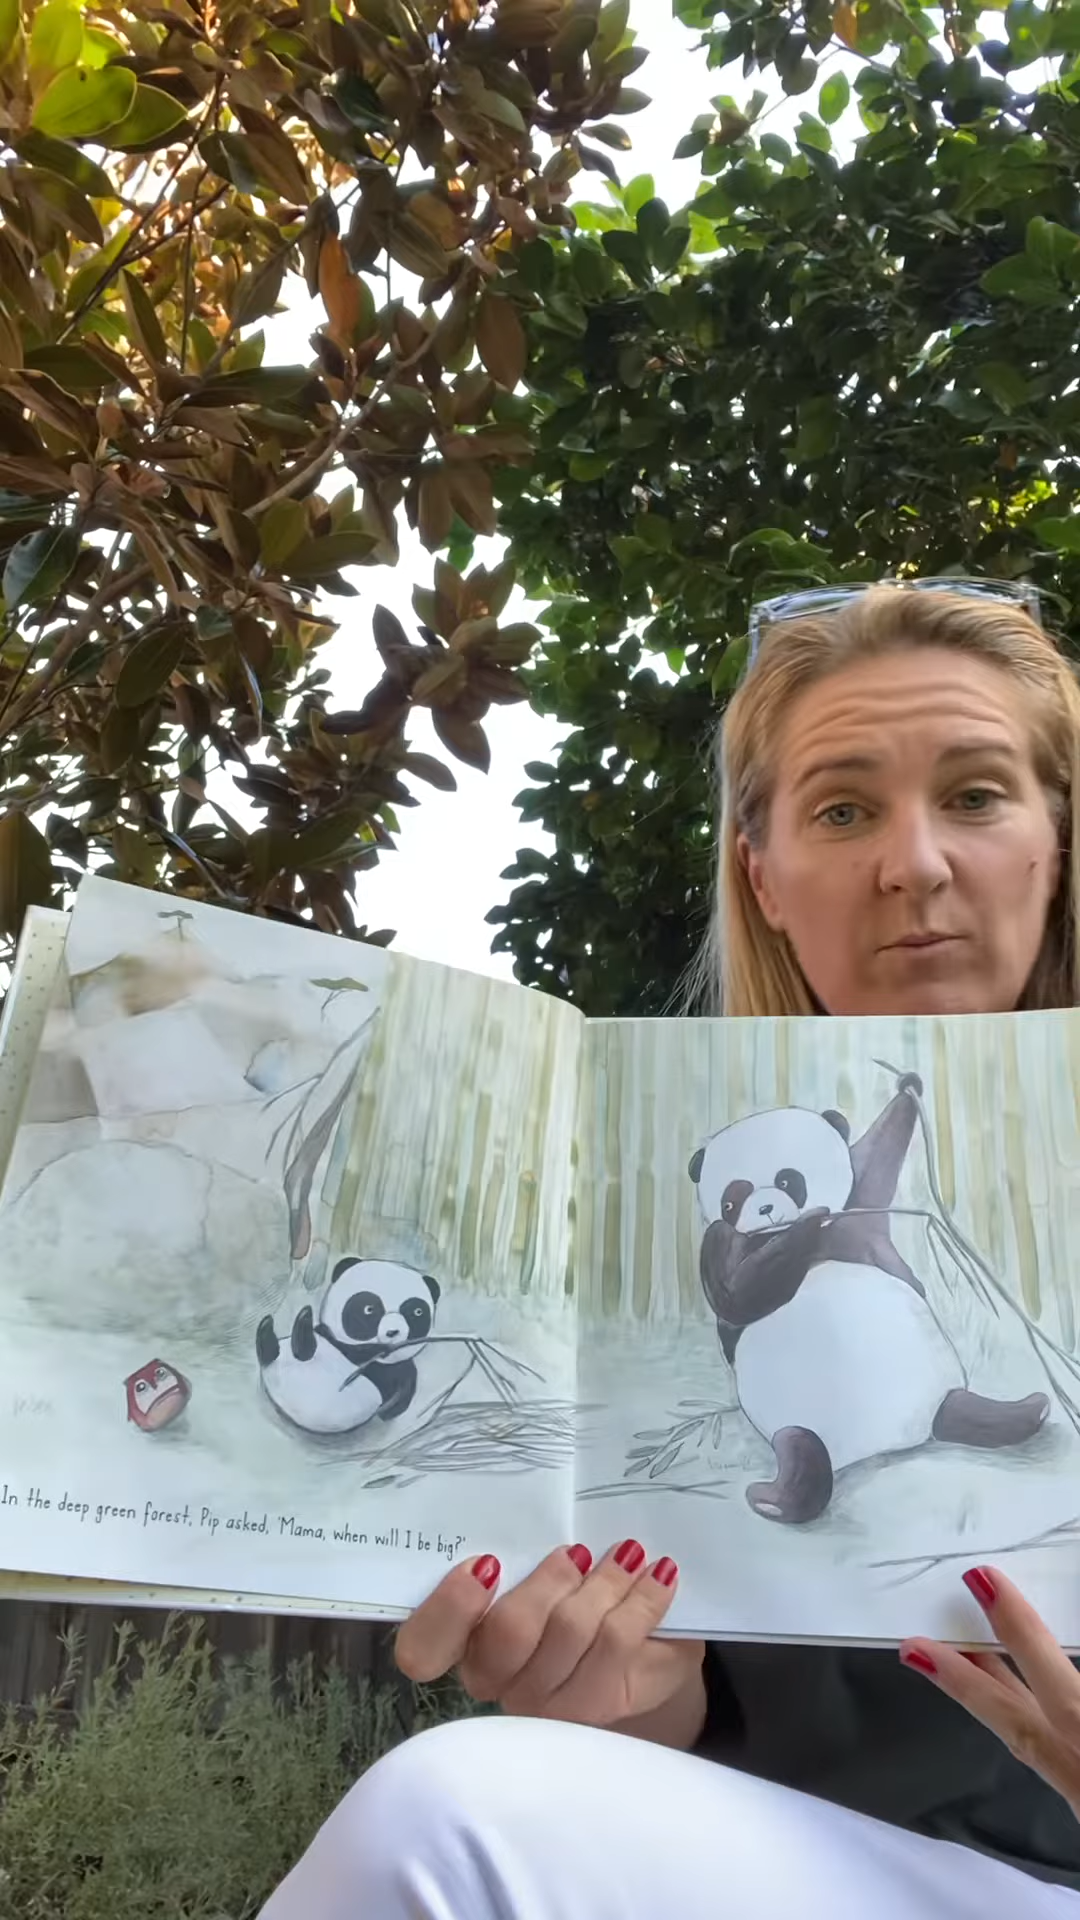 In the deep green forest, Pip asked, 'Mama, when will I be big?'